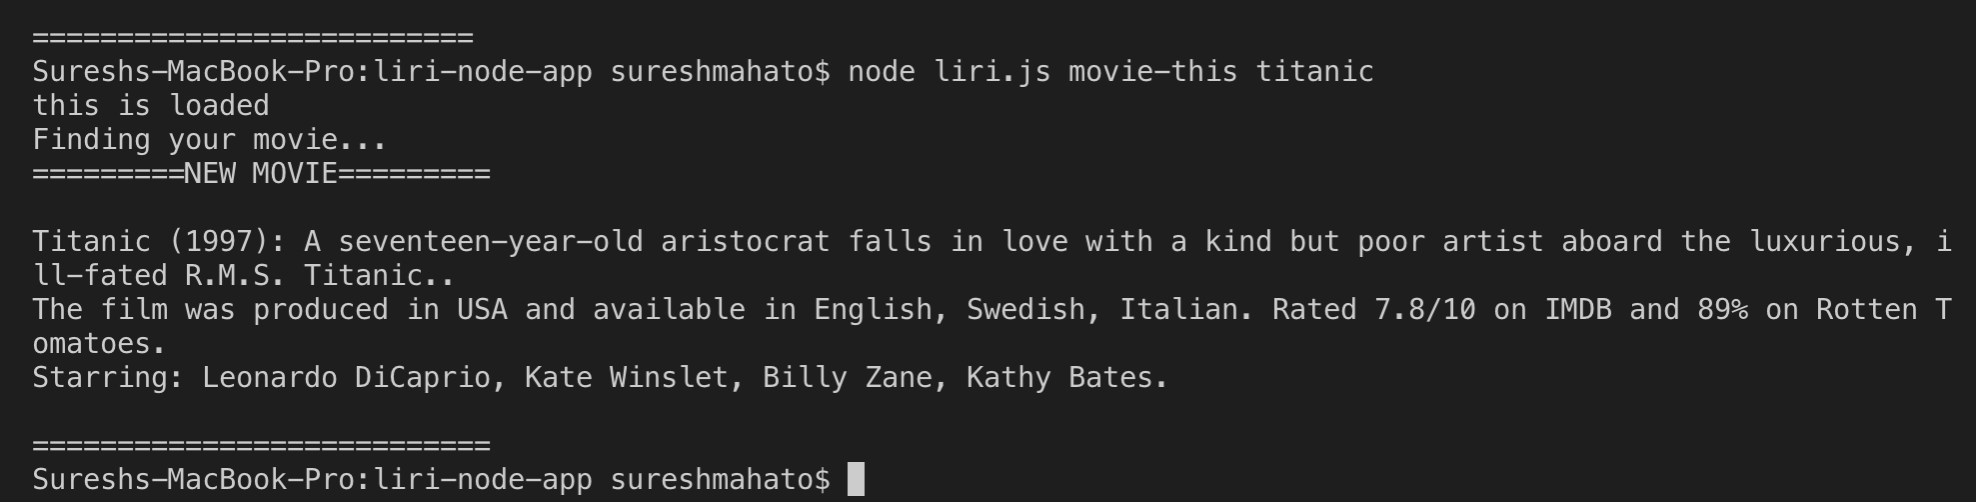 ==========================
Sureshs-MacBook-Pro:liri-node-app sureshmahato$ node liri.js movie-this titanic
this is loaded
Finding your movie...
=========NEW MOVIE=========
Titanic (1997): A seventeen-year-old aristocrat falls in love with a kind but poor artist aboard the luxurious, i
ll-fated R.M.S. Titanic..
The film was produced in USA and available in English, Swedish, Italian. Rated 7.8/10 on IMDB and 89% on Rotten T
omatoes.
Starring: Leonardo DiCaprio, Kate Winslet, Billy Zane, Kathy Bates.
===========================
Sureshs-MacBook-Pro:liri-node-app sureshmahato$